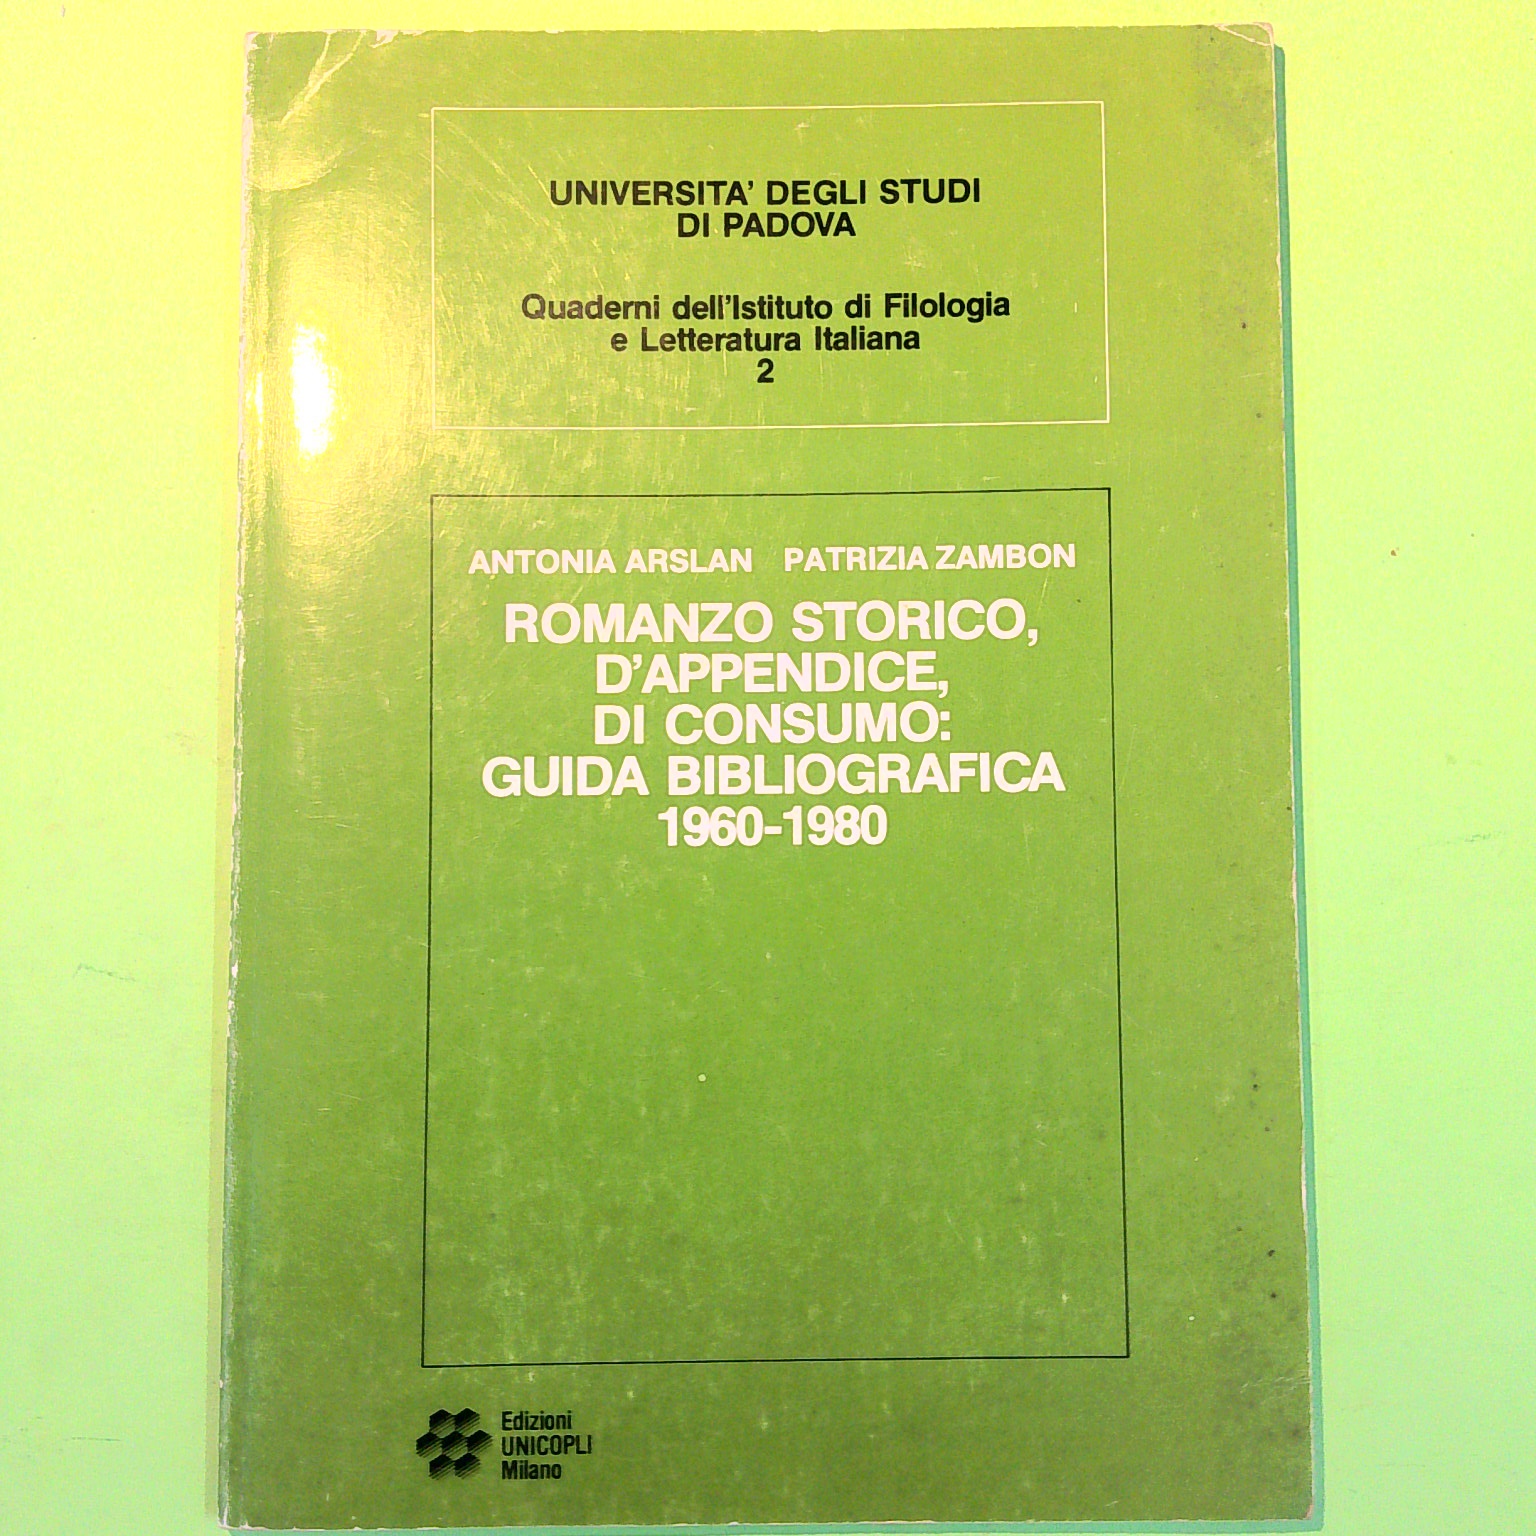 UNIVERSITA' DEGLI STUDI
DI PADOVA
Quaderni dell'Istituto di Filologia
e Letteratura Italiana
2
ANTONIA ARSLAN PATRIZIA ZAMBON
ROMANZO STORICO,
D'APPENDICE,
DI CONSUMO:
GUIDA BIBLIOGRAFICA
1960-1980
Edizioni
UNICOPLI
Milano